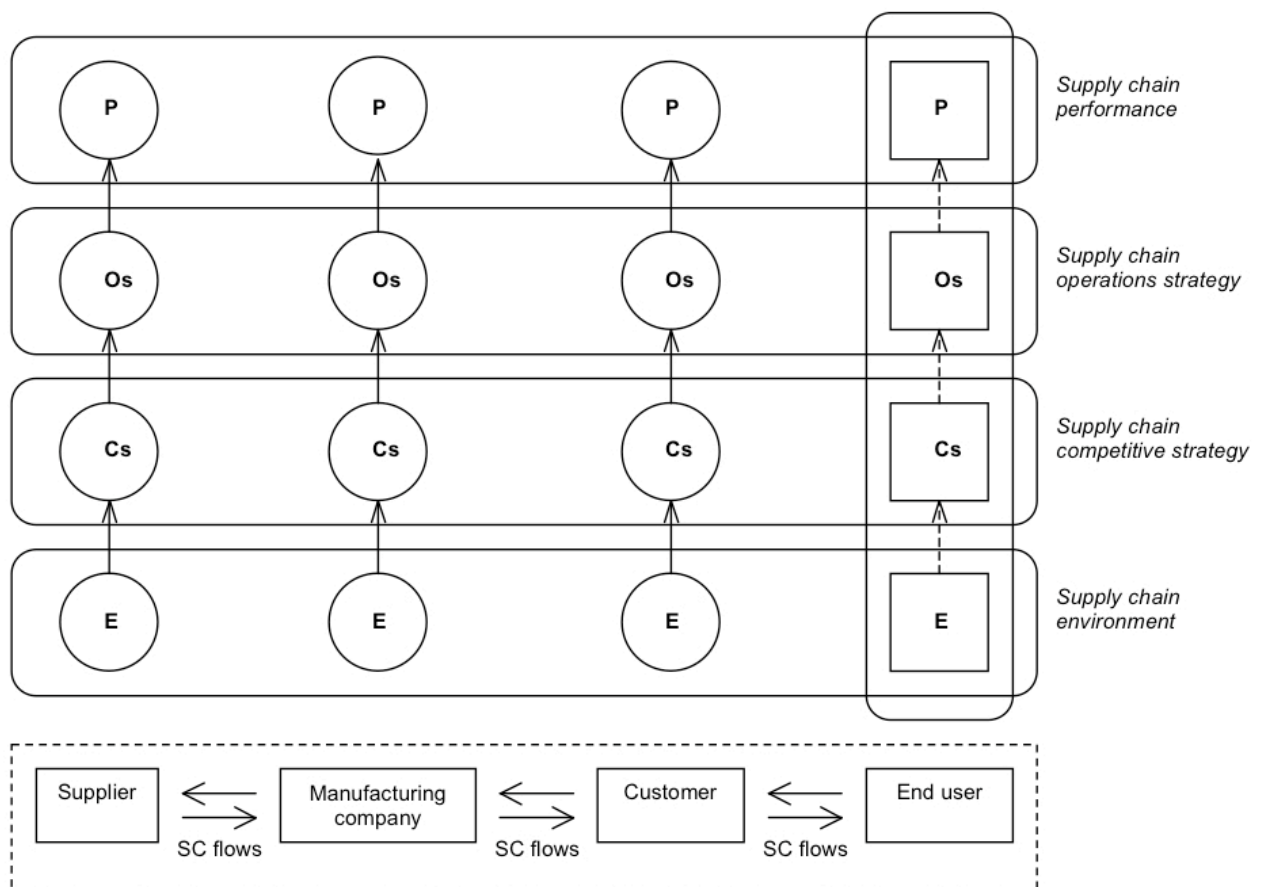 P P P P Supply chain
performance
Os Os Os Os Supply chain
operations strategy
Cs Cs Cs Cs Supply chain
competitive strategy
E E E E Supply chain
environment
Supplier Manufacturing Customer End user
company
SC flows SC flows SC flows